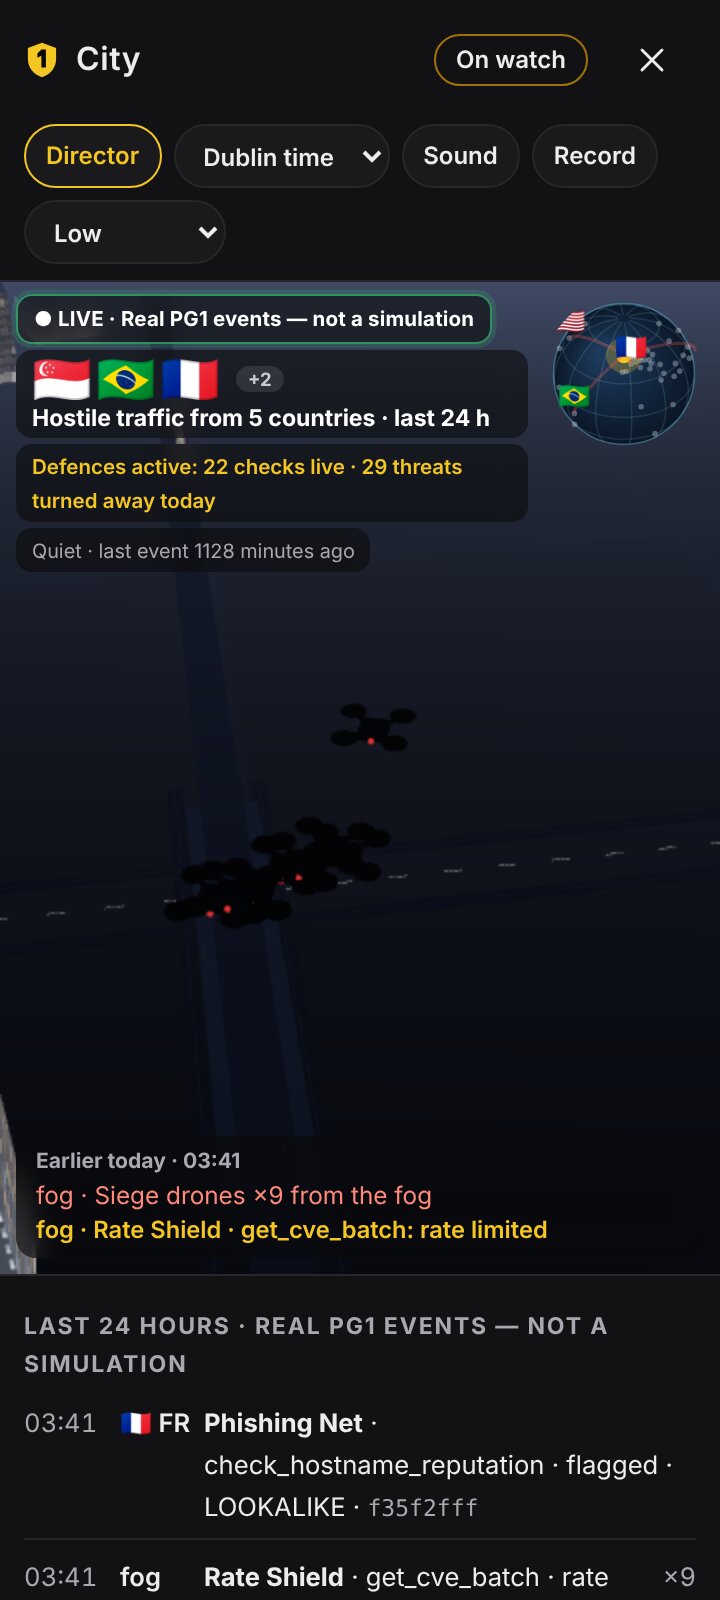 1 City
On watch
Director
Dublin time
Sound
Record
Low
LIVE · Real PG1 events — not a simulation
+2
Hostile traffic from 5 countries · last 24 h
Defences active: 22 checks live · 29 threats
turned away today
Quiet · last event 1128 minutes ago
Earlier today · 03:41
fog · Siege drones ×9 from the fog
fog · Rate Shield · get_cve_batch: rate limited
LAST 24 HOURS · REAL PG1 EVENTS — NOT A
SIMULATION
03:41 FR Phishing Net ·
check_hostname_reputation · flagged ·
LOOKALIKE · f35f2fff
03:41 fog Rate Shield · get_cve_batch · rate ×9